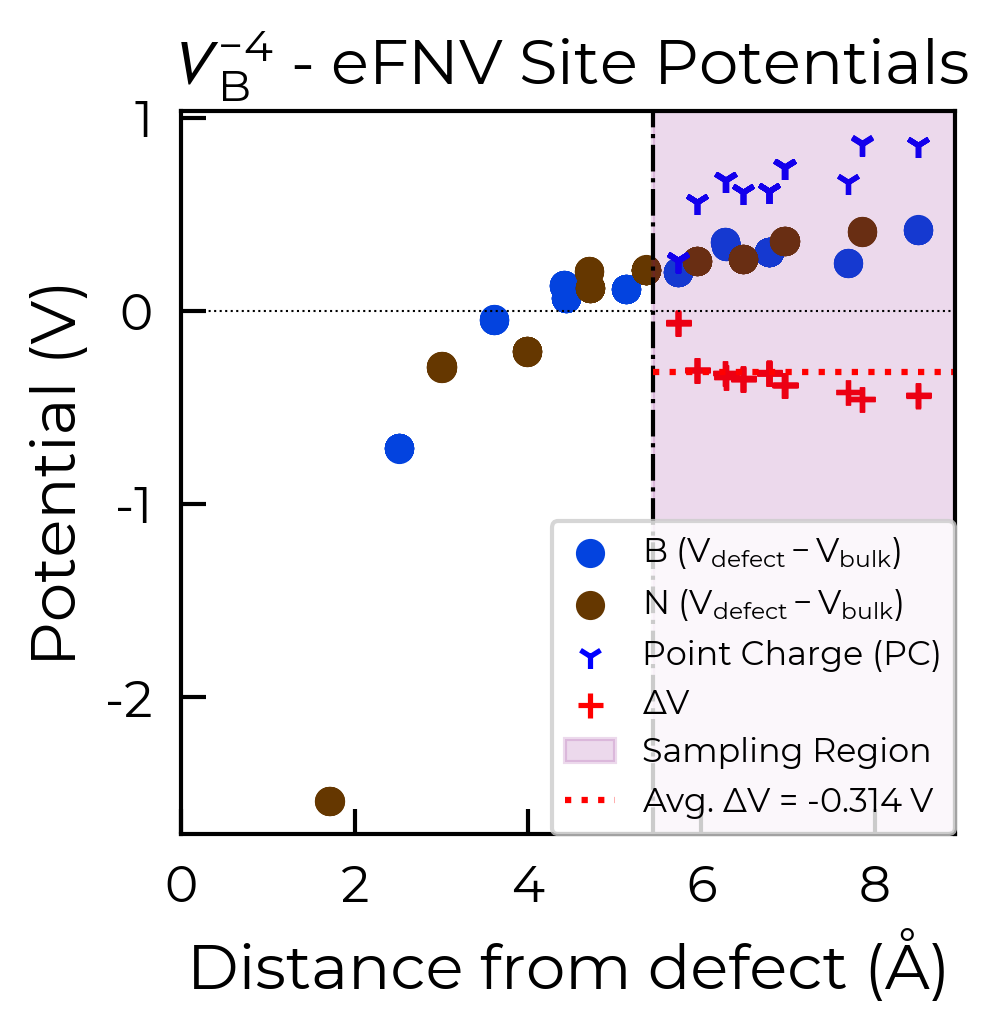 V_B^−4 - eFNV Site Potentials
Potential (V)
1
0
-1
-2
B (V_defect − V_bulk)
N (V_defect − V_bulk)
Point Charge (PC)
ΔV
Sampling Region
Avg. ΔV = -0.314 V
0 2 4 6 8
Distance from defect (Å)